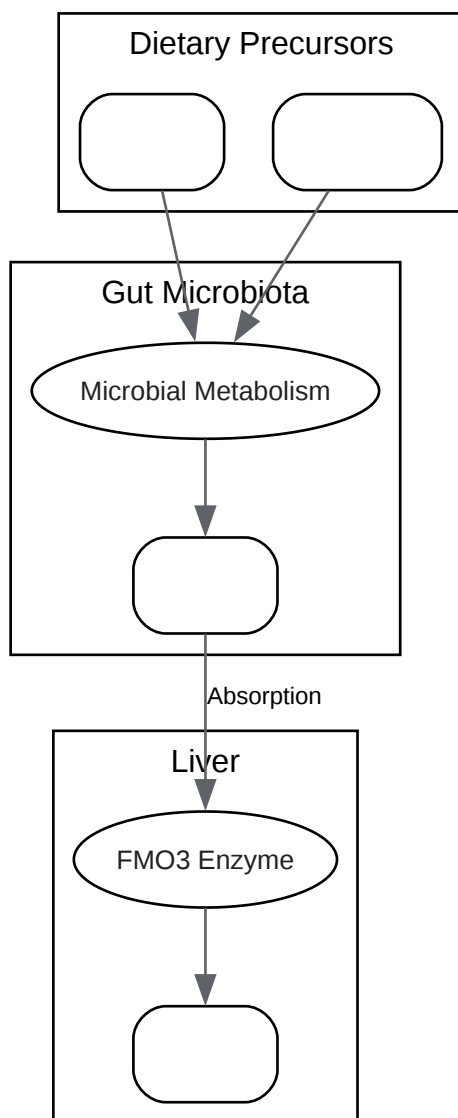 Dietary Precursors
Gut Microbiota
Microbial Metabolism
Absorption
Liver
FMO3 Enzyme